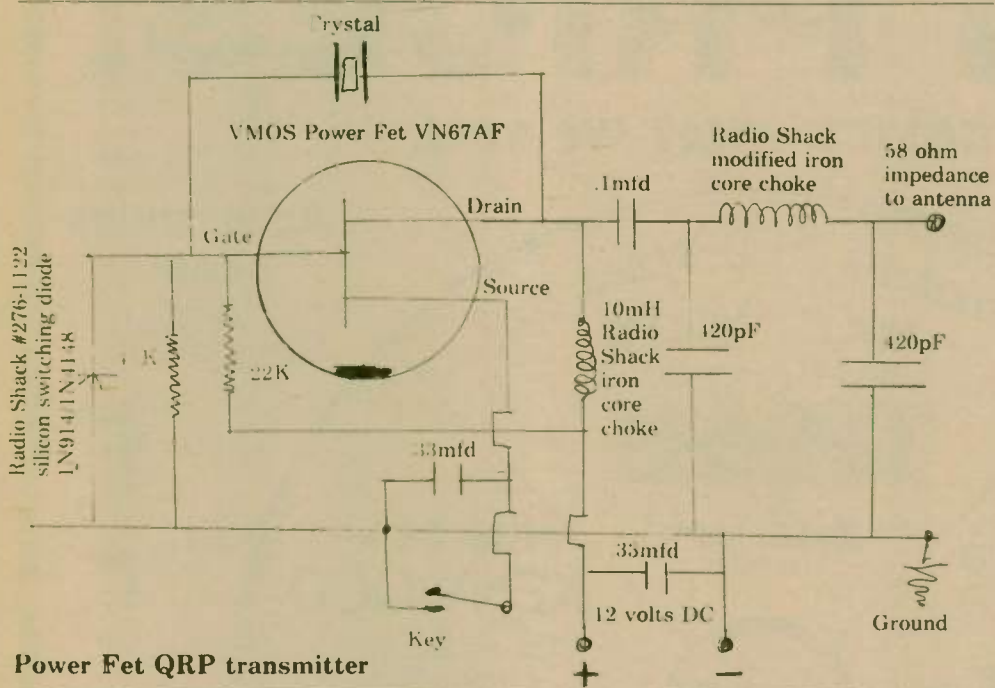 Crystal
VMOS Power Fet VN67AF
Radio Shack
modified iron
core choke
58 ohm
impedance
to antenna
.1mfd
Drain
Gate
Source
Radio Shack #276-1122
silicon switching diode
1N914/1N4148
K
22K
10mH
Radio
Shack
iron
core
choke
420pF
420pF
.33mfd
.33mfd
12 volts DC
Key
Ground
+
−
Power Fet QRP transmitter